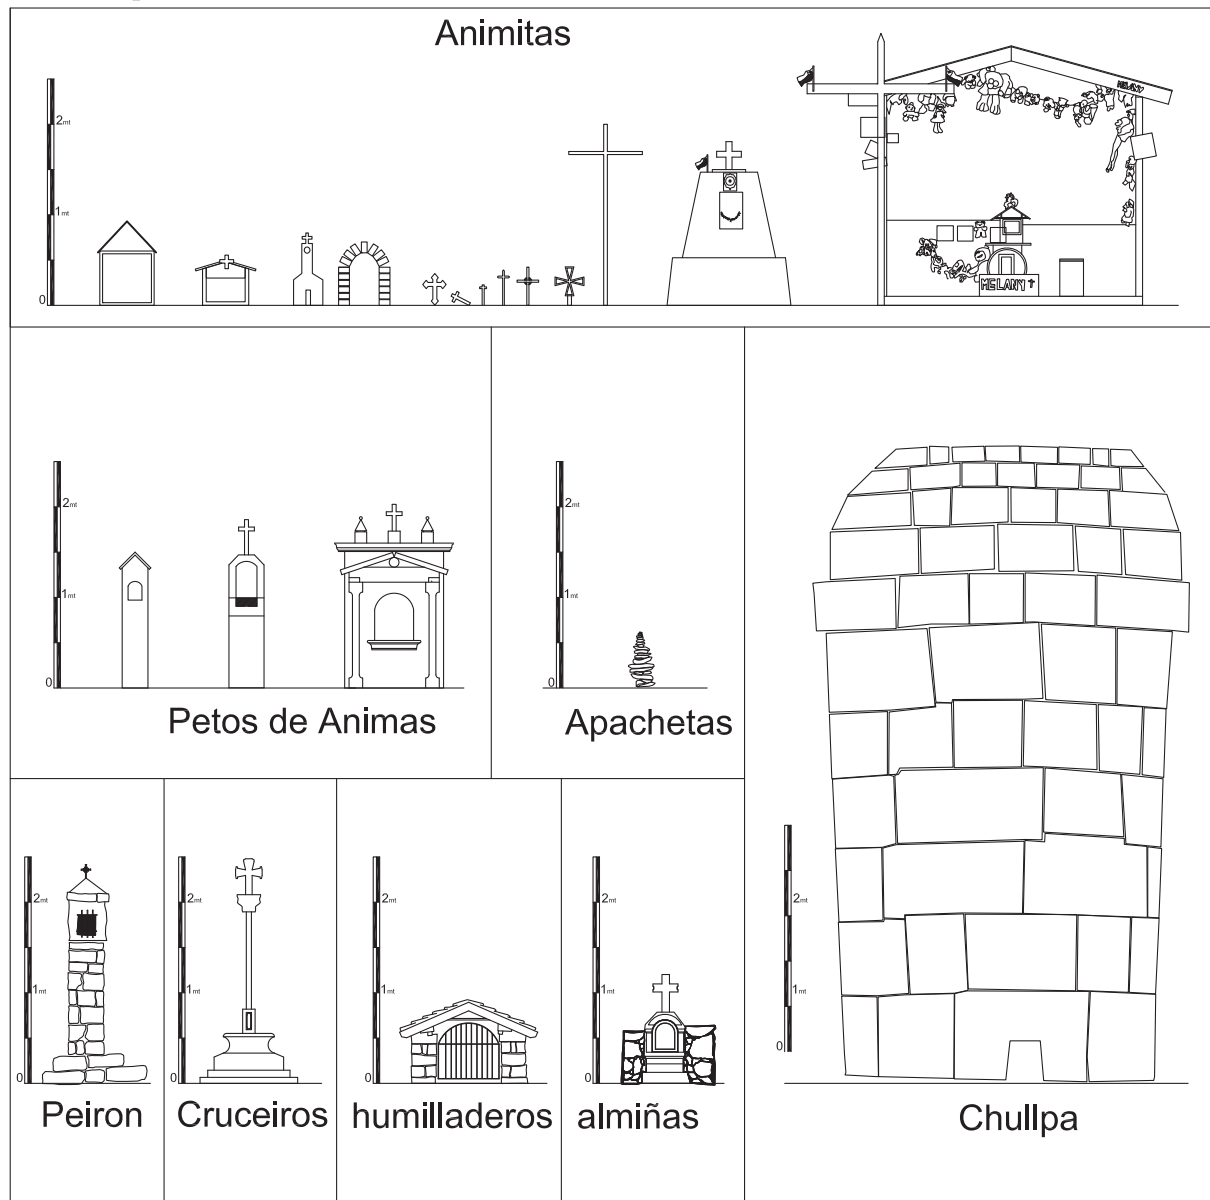 Animitas
2mt
1mt
0
MELANY
MELANY
2mt
1mt
0
Petos de Animas
2mt
1mt
0
Apachetas
2mt
1mt
0
Peiron
2mt
1mt
0
Cruceiros
2mt
1mt
0
humilladeros
2mt
1mt
0
almiñas
2mt
1mt
0
Chullpa